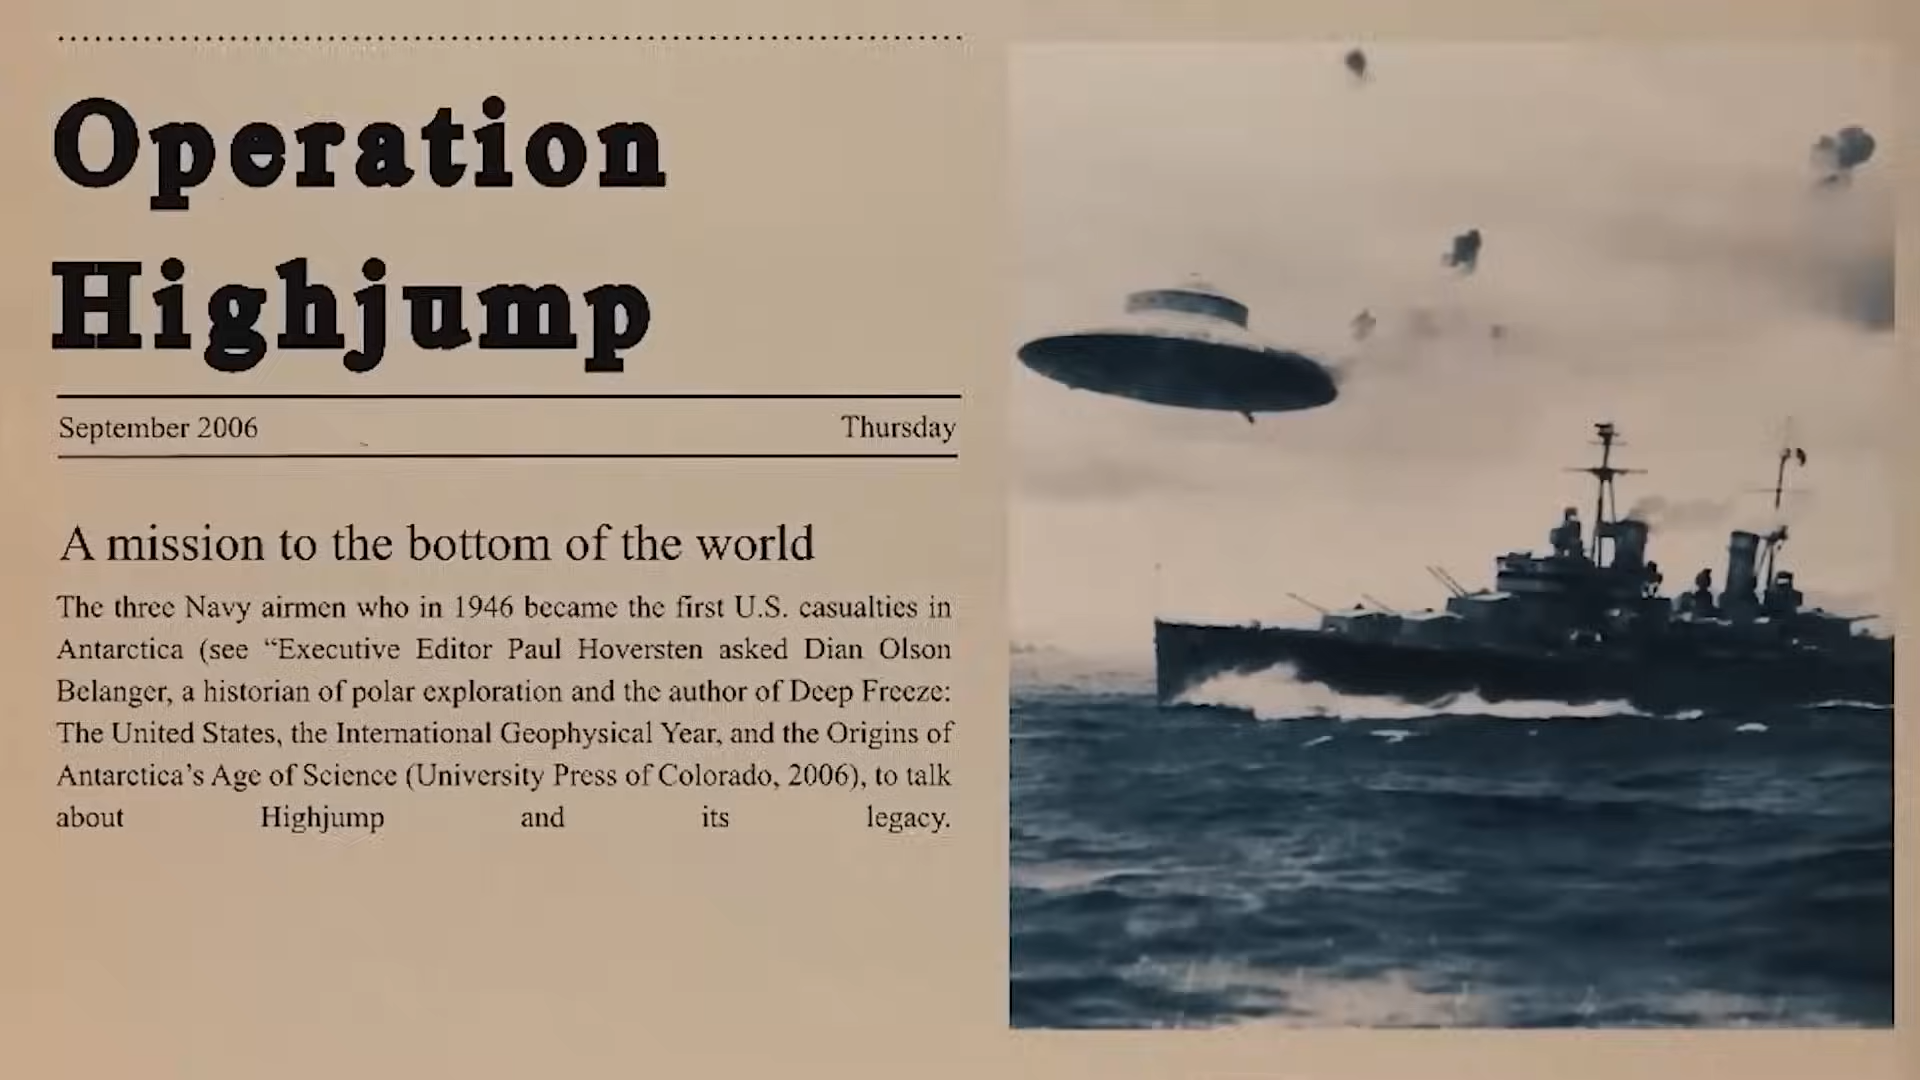 Operation
Highjump
September 2006 Thursday
A mission to the bottom of the world
The three Navy airmen who in 1946 became the first U.S. casualties in
Antarctica (see “Executive Editor Paul Hoversten asked Dian Olson
Belanger, a historian of polar exploration and the author of Deep Freeze:
The United States, the International Geophysical Year, and the Origins of
Antarctica’s Age of Science (University Press of Colorado, 2006), to talk
about Highjump and its legacy.